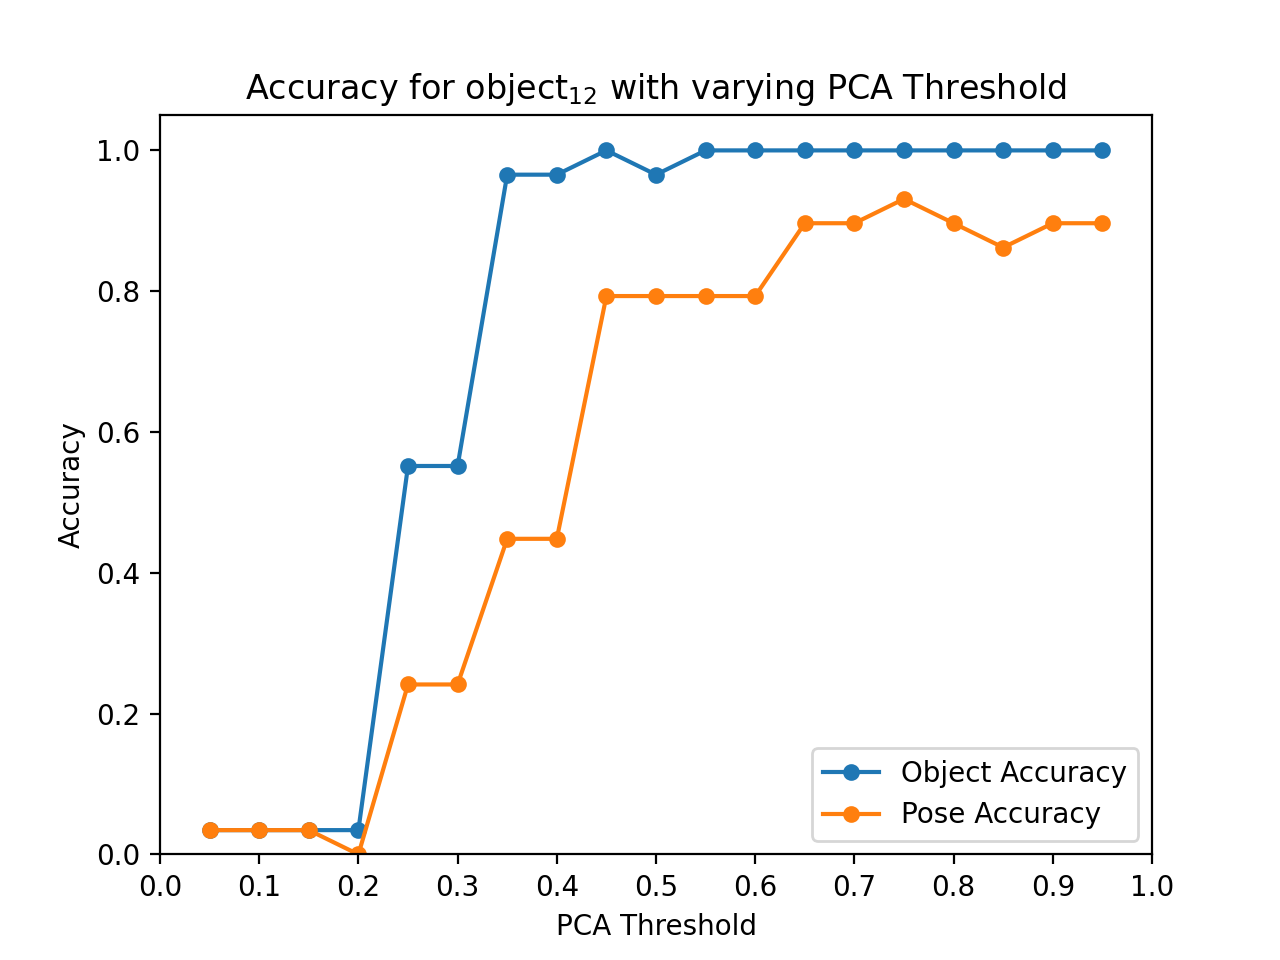 Accuracy for object₁₂ with varying PCA Threshold
1.0
0.8
0.6
0.4
0.2
0.0
Accuracy
Object Accuracy
Pose Accuracy
0.0 0.1 0.2 0.3 0.4 0.5 0.6 0.7 0.8 0.9 1.0
PCA Threshold